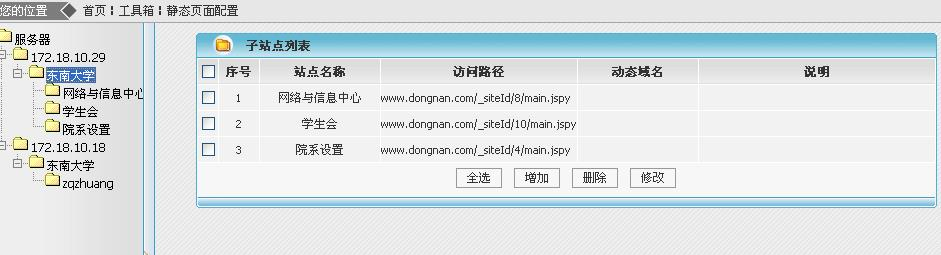 您的位置 首页 ┆ 工具箱 ┆ 静态页面配置
服务器
172.18.10.29
东南大学
网络与信息中心
学生会
院系设置
172.18.10.18
东南大学
zqzhuang
子站点列表
序号 站点名称 访问路径 动态域名 说明
1 网络与信息中心 www.dongnan.com/_siteId/8/main.jspy
2 学生会 www.dongnan.com/_siteId/10/main.jspy
3 院系设置 www.dongnan.com/_siteId/4/main.jspy
全选 增加 删除 修改